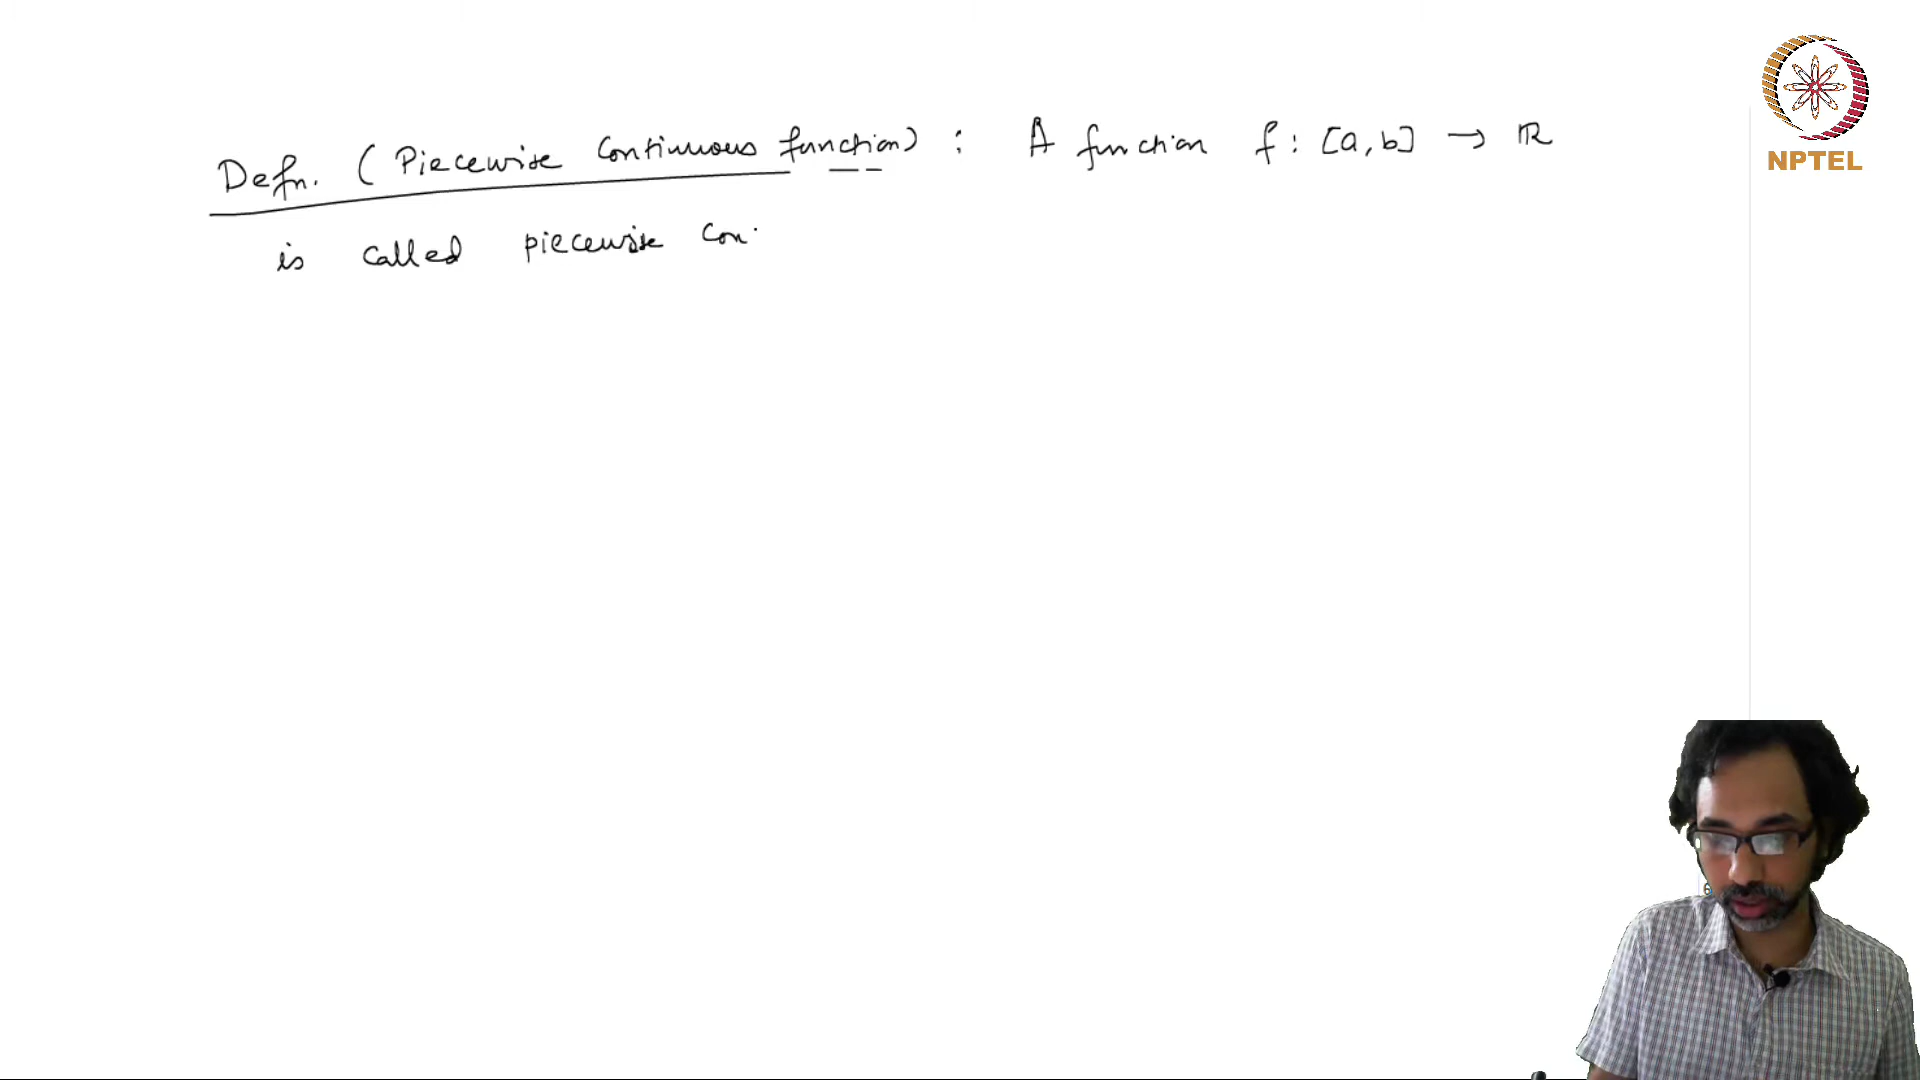 Defn. (Piecewise Continuous function) : A function f : [a, b] → ℝ
is called piecewise con
NPTEL